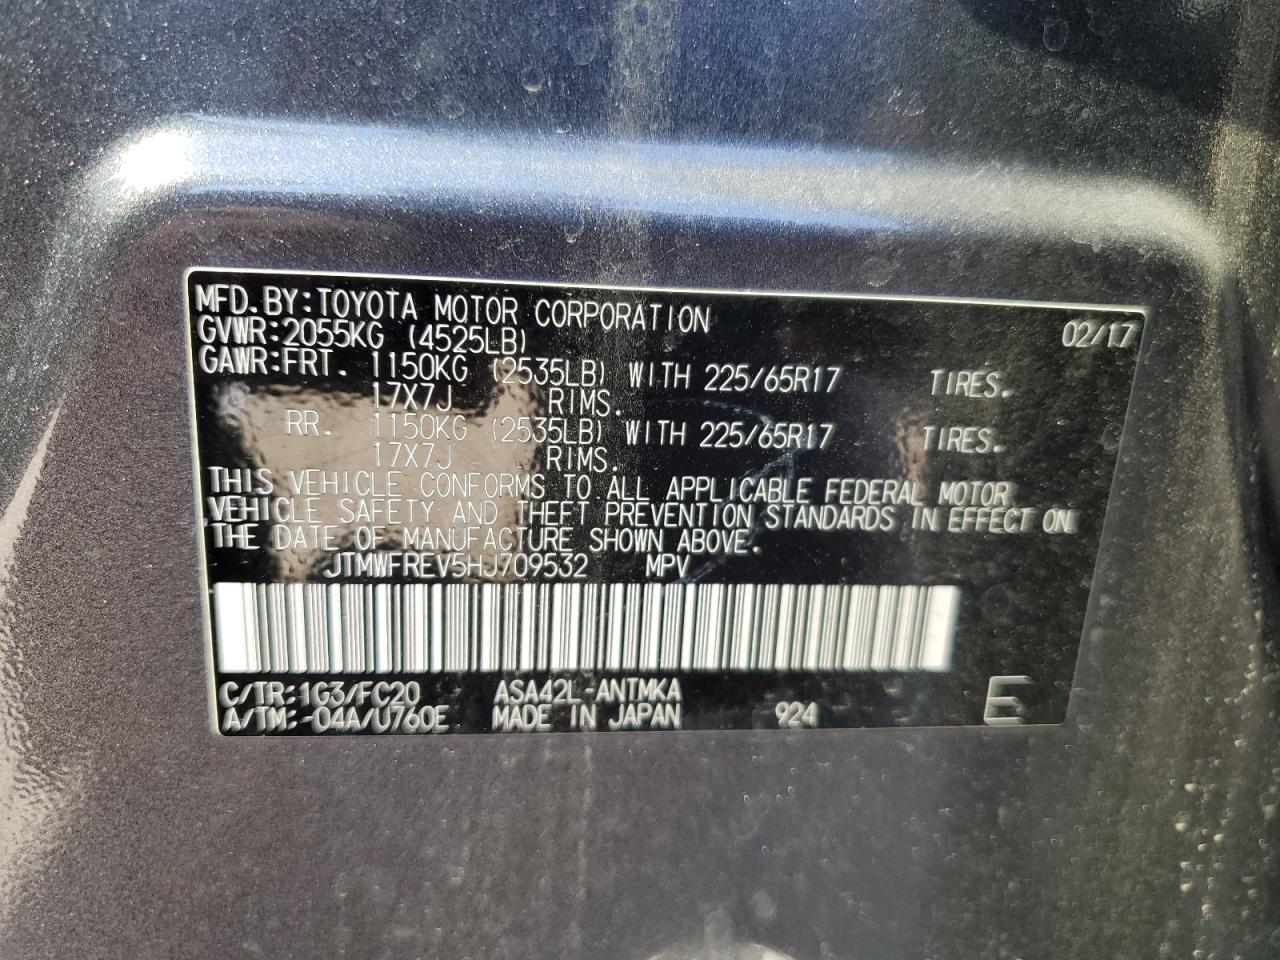 MFD. BY: TOYOTA MOTOR CORPORATION 02/17
GVWR: 2055KG (4525LB)
GAWR: FRT. 1150KG (2535LB) WITH 225/65R17 TIRES.
17X7J RIMS.
RR. 1150KG (2535LB) WITH 225/65R17 TIRES.
17X7J RIMS.
THIS VEHICLE CONFORMS TO ALL APPLICABLE FEDERAL MOTOR
VEHICLE SAFETY AND THEFT PREVENTION STANDARDS IN EFFECT ON
THE DATE OF MANUFACTURE SHOWN ABOVE.
JTMWFREV5HJ709532 MPV
C/TR: 1G3/FC20 ASA42L-ANTMKA
A/TM: -04A/U760E MADE IN JAPAN 924 E